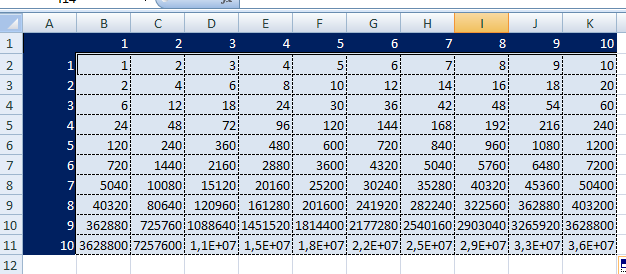 A B C D E F G H I J K
1 1 2 3 4 5 6 7 8 9 10
2 1 1 2 3 4 5 6 7 8 9 10
3 2 2 4 6 8 10 12 14 16 18 20
4 3 6 12 18 24 30 36 42 48 54 60
5 4 24 48 72 96 120 144 168 192 216 240
6 5 120 240 360 480 600 720 840 960 1080 1200
7 6 720 1440 2160 2880 3600 4320 5040 5760 6480 7200
8 7 5040 10080 15120 20160 25200 30240 35280 40320 45360 50400
9 8 40320 80640 120960 161280 201600 241920 282240 322560 362880 403200
10 9 362880 725760 1088640 1451520 1814400 2177280 2540160 2903040 3265920 3628800
11 10 3628800 7257600 1,1E+07 1,5E+07 1,8E+07 2,2E+07 2,5E+07 2,9E+07 3,3E+07 3,6E+07
12